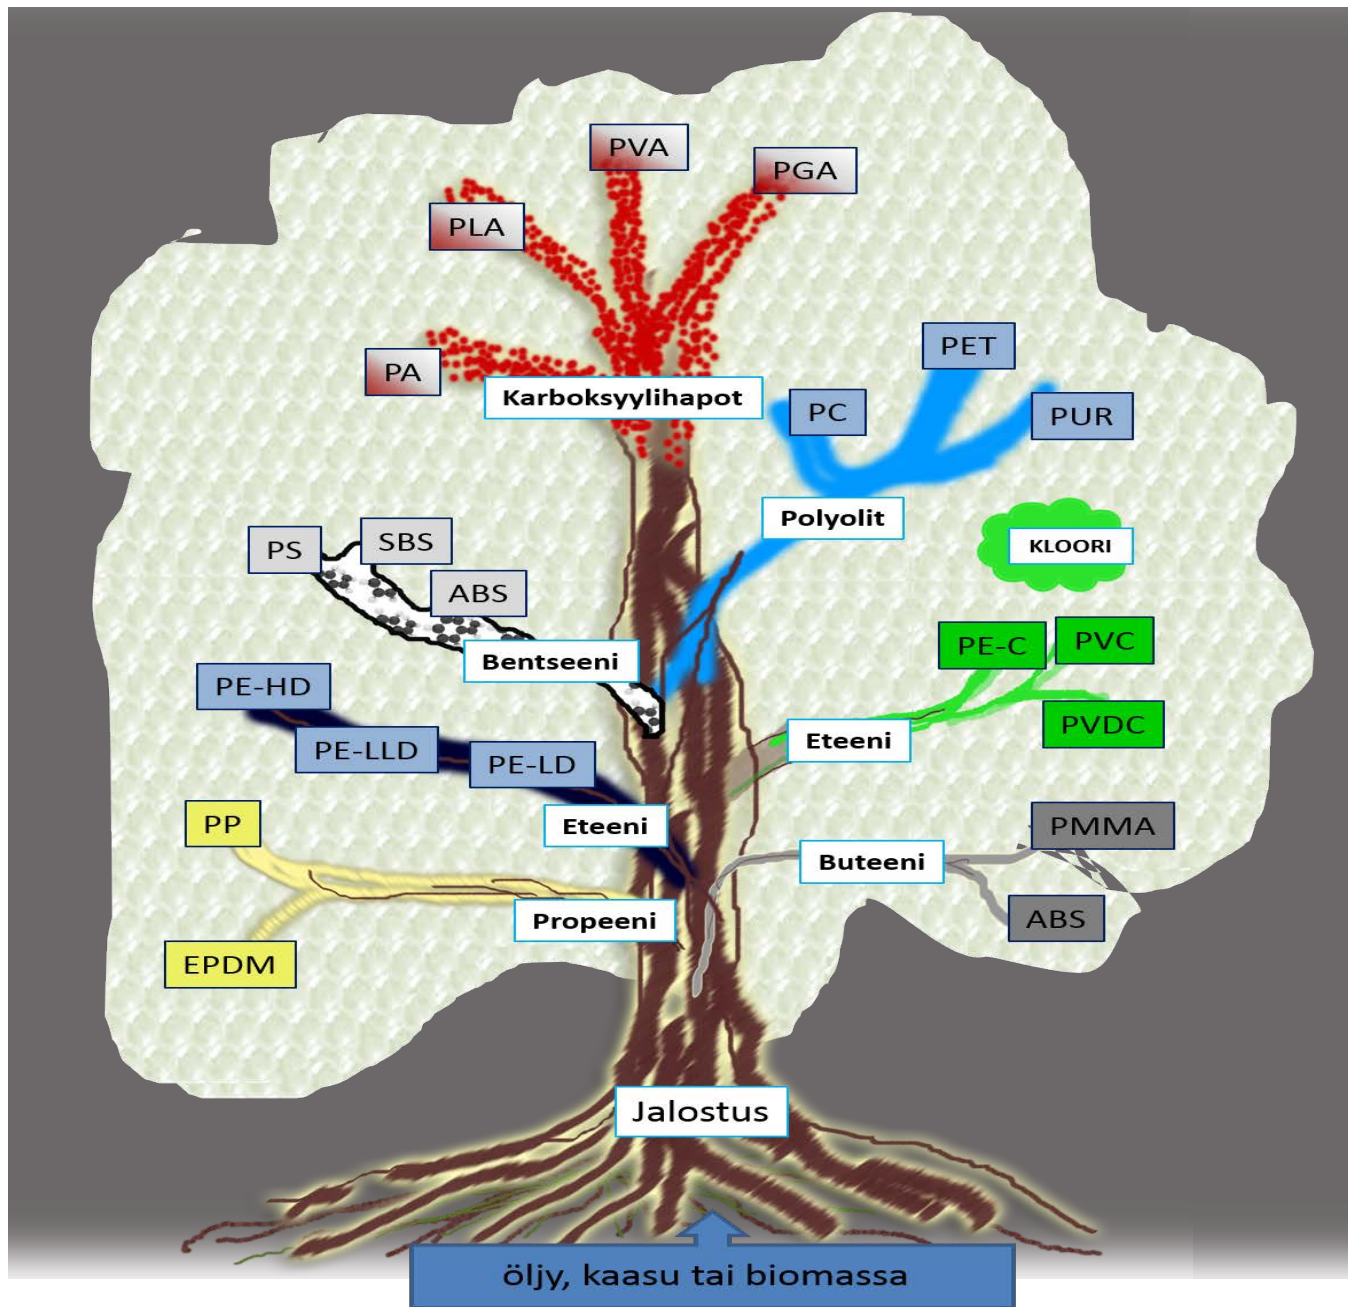 PVA
PGA
PLA
PET
PA
Karboksyylihapot
PC
PUR
Polyolit
PS
SBS
KLOORI
ABS
PE-C
PVC
Bentseeni
PE-HD
PVDC
PE-LLD
PE-LD
Eteeni
PP
Eteeni
PMMA
Buteeni
Propeeni
ABS
EPDM
Jalostus
öljy, kaasu tai biomassa